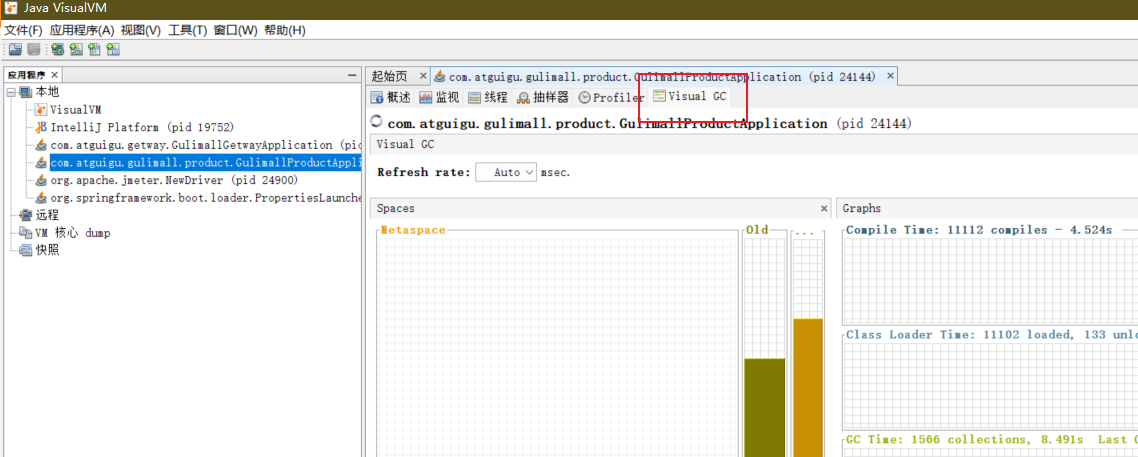 Java VisualVM
文件(F) 应用程序(A) 视图(V) 工具(T) 窗口(W) 帮助(H)
应用程序
本地
VisualVM
IntelliJ Platform (pid 19752)
com.atguigu.getway.GulimallGetwayApplication (pid
com.atguigu.gulimall.product.GulimallProductAppli
org.apache.jmeter.NewDriver (pid 24900)
org.springframework.boot.loader.PropertiesLaunche
远程
VM 核心 dump
快照
起始页 com.atguigu.gulimall.product.GulimallProductApplication (pid 24144)
概述 监视 线程 抽样器 Profiler Visual GC
com.atguigu.gulimall.product.GulimallProductApplication (pid 24144)
Visual GC
Refresh rate: Auto msec.
Spaces
Metaspace Old ...
Graphs
Compile Time: 11112 compiles - 4.524s
Class Loader Time: 11102 loaded, 133 unlo
GC Time: 1566 collections, 8.491s Last